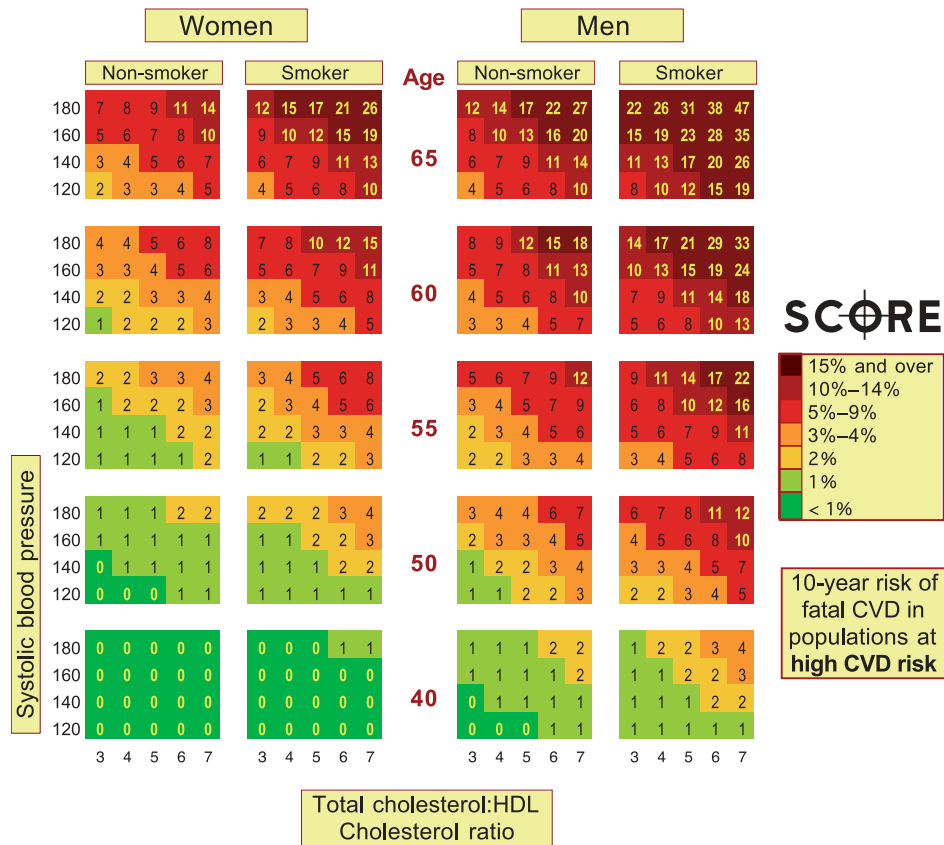 Women Men
Non-smoker Smoker Age Non-smoker Smoker
180 7 8 9 11 14 12 15 17 21 26 12 14 17 22 27 22 26 31 38 47
160 5 6 7 8 10 9 10 12 15 19 8 10 13 16 20 15 19 23 28 35
65
140 3 4 5 6 7 6 7 9 11 13 6 7 9 11 14 11 13 17 20 26
120 2 3 3 4 5 4 5 6 8 10 4 5 6 8 10 8 10 12 15 19
180 4 4 5 6 8 7 8 10 12 15 8 9 12 15 18 14 17 21 29 33
160 3 3 4 5 6 5 6 7 9 11 5 7 8 11 13 10 13 15 19 24
60
140 2 2 3 3 4 3 4 5 6 8 4 5 6 8 10 7 9 11 14 18
120 1 2 2 2 3 2 3 3 4 5 3 3 4 5 7 5 6 8 10 13
SCORE
180 2 2 3 3 4 3 4 5 6 8 5 6 7 9 12 9 11 14 17 22
160 1 2 2 2 3 2 3 4 5 6 3 4 5 7 9 6 8 10 12 16
55
140 1 1 1 2 2 2 2 3 3 4 2 3 4 5 6 5 6 7 9 11
120 1 1 1 1 2 1 1 2 2 3 2 2 3 3 4 3 4 5 6 8
15% and over
10%–14%
5%–9%
3%–4%
2%
1%
< 1%
180 1 1 1 2 2 2 2 2 3 4 3 4 4 6 7 6 7 8 11 12
160 1 1 1 1 1 1 1 2 2 3 2 3 3 4 5 4 5 6 8 10
50
140 0 1 1 1 1 1 1 1 2 2 1 2 2 3 4 3 3 4 5 7
120 0 0 0 1 1 1 1 1 1 1 1 1 2 2 3 2 2 3 4 5
180 0 0 0 0 0 0 0 0 1 1 1 1 1 2 2 1 2 2 3 4
160 0 0 0 0 0 0 0 0 0 0 1 1 1 1 2 1 1 2 2 3
40
140 0 0 0 0 0 0 0 0 0 0 0 1 1 1 1 1 1 1 2 2
120 0 0 0 0 0 0 0 0 0 0 0 0 0 1 1 1 1 1 1 1
3 4 5 6 7 3 4 5 6 7 3 4 5 6 7 3 4 5 6 7
Systolic blood pressure
10-year risk of
fatal CVD in
populations at
high CVD risk
Total cholesterol:HDL
Cholesterol ratio